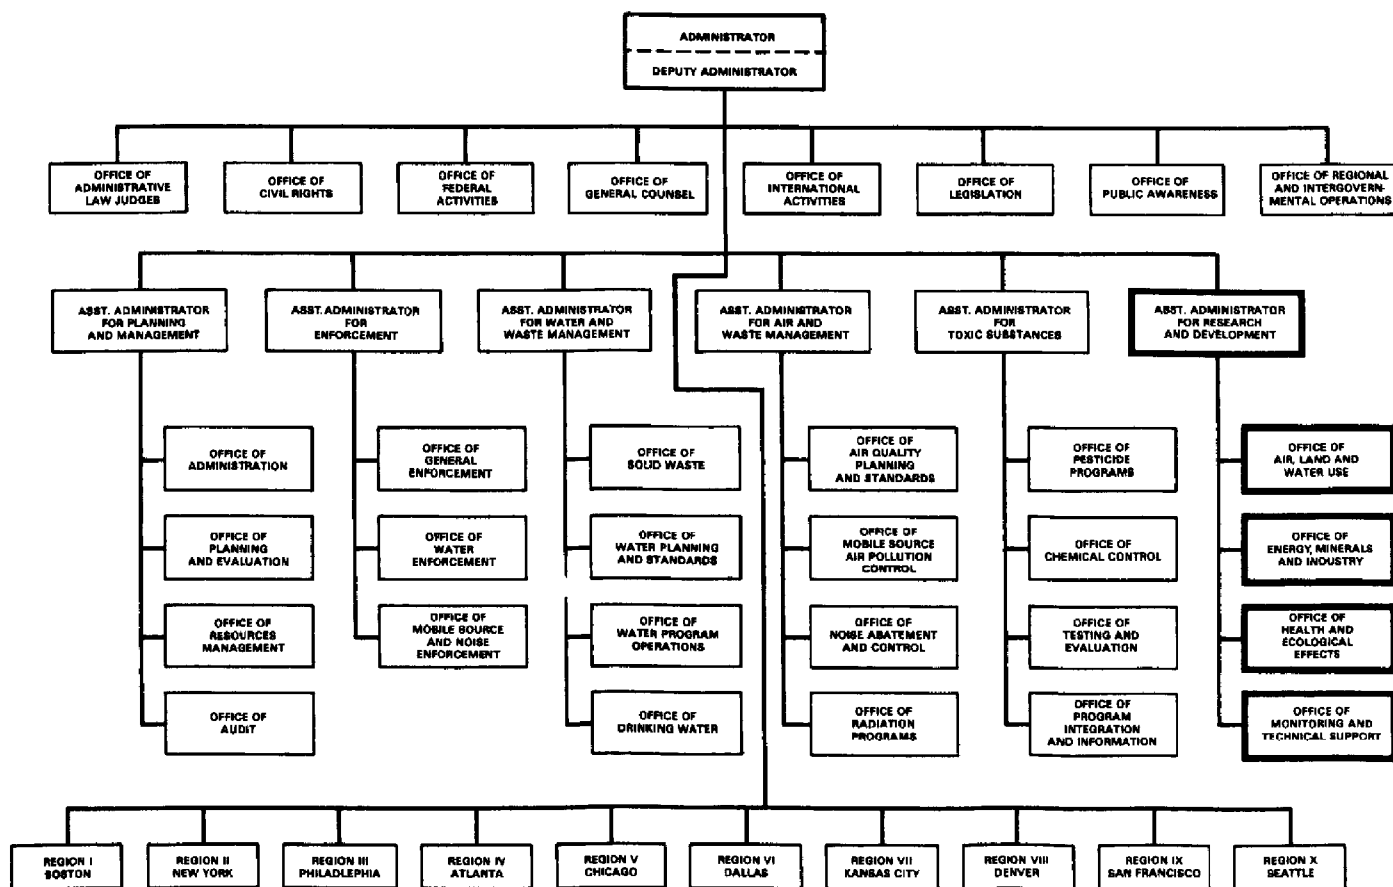 ADMINISTRATOR
DEPUTY ADMINISTRATOR
OFFICE OF
ADMINISTRATIVE
LAW JUDGES
OFFICE OF
CIVIL RIGHTS
OFFICE OF
FEDERAL
ACTIVITIES
OFFICE OF
GENERAL COUNSEL
OFFICE OF
INTERNATIONAL
ACTIVITIES
OFFICE OF
LEGISLATION
OFFICE OF
PUBLIC AWARENESS
OFFICE OF REGIONAL
AND INTERGOVERN-
MENTAL OPERATIONS
ASST. ADMINISTRATOR
FOR PLANNING
AND MANAGEMENT
ASST. ADMINISTRATOR
FOR
ENFORCEMENT
ASST. ADMINISTRATOR
FOR WATER AND
WASTE MANAGEMENT
ASST. ADMINISTRATOR
FOR AIR AND
WASTE MANAGEMENT
ASST. ADMINISTRATOR
FOR
TOXIC SUBSTANCES
ASST. ADMINISTRATOR
FOR RESEARCH
AND DEVELOPMENT
OFFICE OF
ADMINISTRATION
OFFICE OF
GENERAL
ENFORCEMENT
OFFICE OF
SOLID WASTE
OFFICE OF
AIR QUALITY
PLANNING
AND STANDARDS
OFFICE OF
PESTICIDE
PROGRAMS
OFFICE OF
AIR, LAND AND
WATER USE
OFFICE OF
PLANNING
AND EVALUATION
OFFICE OF
WATER
ENFORCEMENT
OFFICE OF
WATER PLANNING
AND STANDARDS
OFFICE OF
MOBILE SOURCE
AIR POLLUTION
CONTROL
OFFICE OF
CHEMICAL CONTROL
OFFICE OF
ENERGY, MINERALS
AND INDUSTRY
OFFICE OF
RESOURCES
MANAGEMENT
OFFICE OF
MOBILE SOURCE
AND NOISE
ENFORCEMENT
OFFICE OF
WATER PROGRAM
OPERATIONS
OFFICE OF
NOISE ABATEMENT
AND CONTROL
OFFICE OF
TESTING AND
EVALUATION
OFFICE OF
HEALTH AND
ECOLOGICAL
EFFECTS
OFFICE OF
AUDIT
OFFICE OF
DRINKING WATER
OFFICE OF
RADIATION
PROGRAMS
OFFICE OF
PROGRAM
INTEGRATION
AND INFORMATION
OFFICE OF
MONITORING AND
TECHNICAL SUPPORT
REGION I
BOSTON
REGION II
NEW YORK
REGION III
PHILADLEPHIA
REGION IV
ATLANTA
REGION V
CHICAGO
REGION VI
DALLAS
REGION VII
KANSAS CITY
REGION VIII
DENVER
REGION IX
SAN FRANCISCO
REGION X
SEATTLE